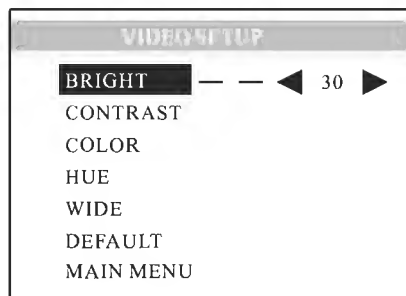 VIDEO SETUP
BRIGHT — — ◀ 30 ▶
CONTRAST
COLOR
HUE
WIDE
DEFAULT
MAIN MENU